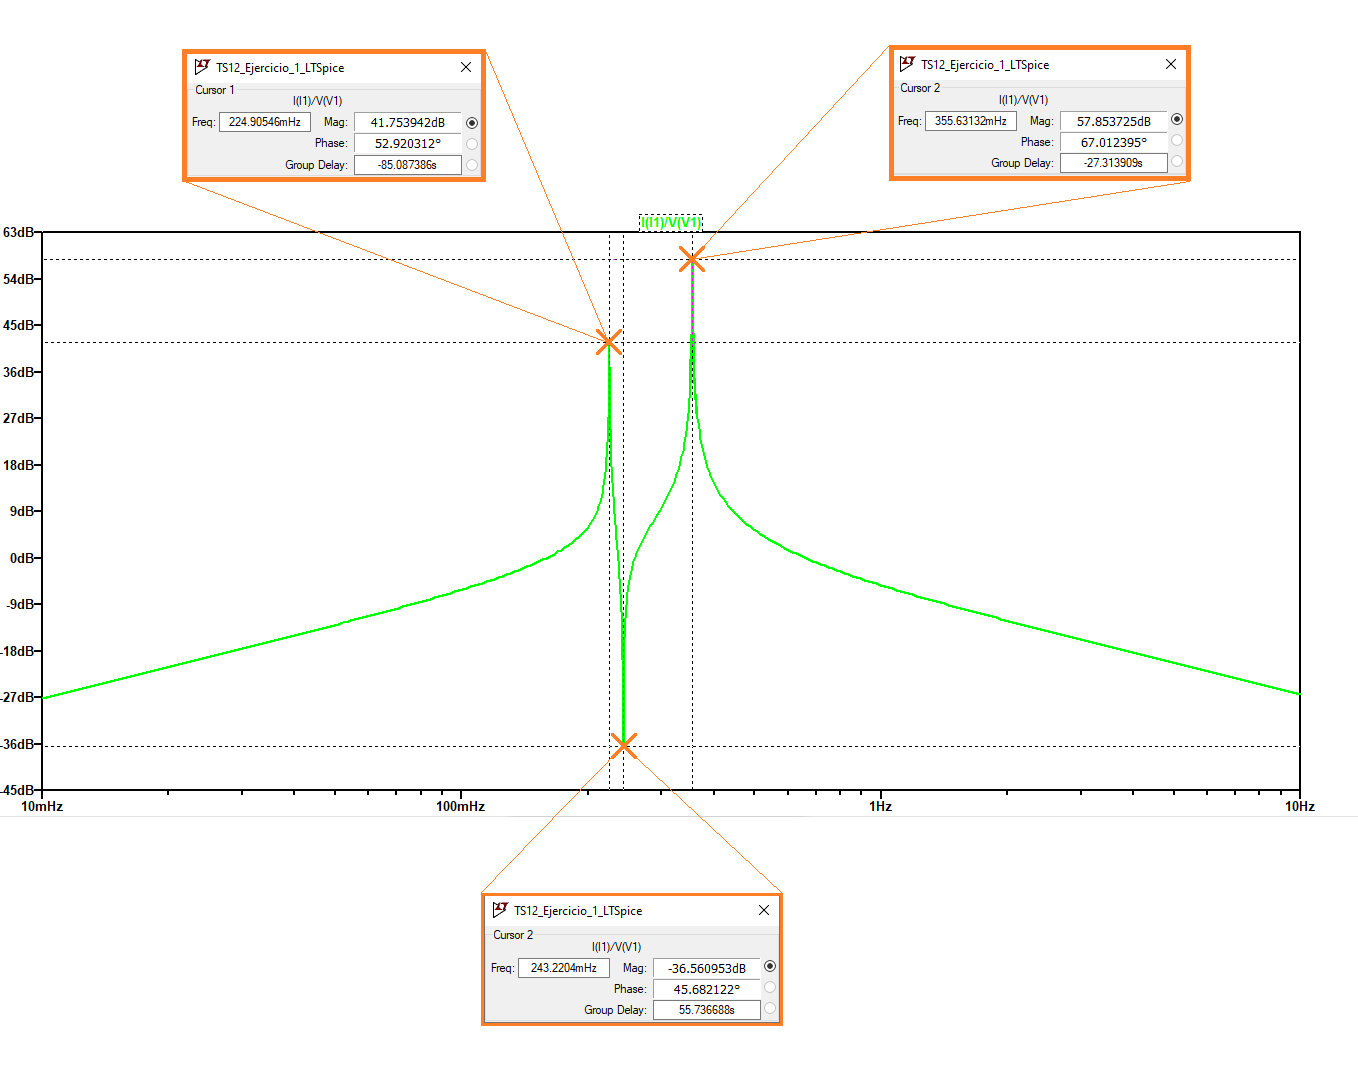 TS12_Ejercicio_1_LTSpice
Cursor 1
I(I1)/V(V1)
Freq: 224.90546mHz Mag: 41.753942dB
Phase: 52.920312°
Group Delay: -85.087386s
TS12_Ejercicio_1_LTSpice
Cursor 2
I(I1)/V(V1)
Freq: 355.63132mHz Mag: 57.853725dB
Phase: 67.012395°
Group Delay: -27.313909s
I(I1)/V(V1)
63dB
54dB
45dB
36dB
27dB
18dB
9dB
0dB
-9dB
-18dB
-27dB
-36dB
-45dB
10mHz 100mHz 1Hz 10Hz
TS12_Ejercicio_1_LTSpice
Cursor 2
I(I1)/V(V1)
Freq: 243.2204mHz Mag: -36.560953dB
Phase: 45.682122°
Group Delay: 55.736688s